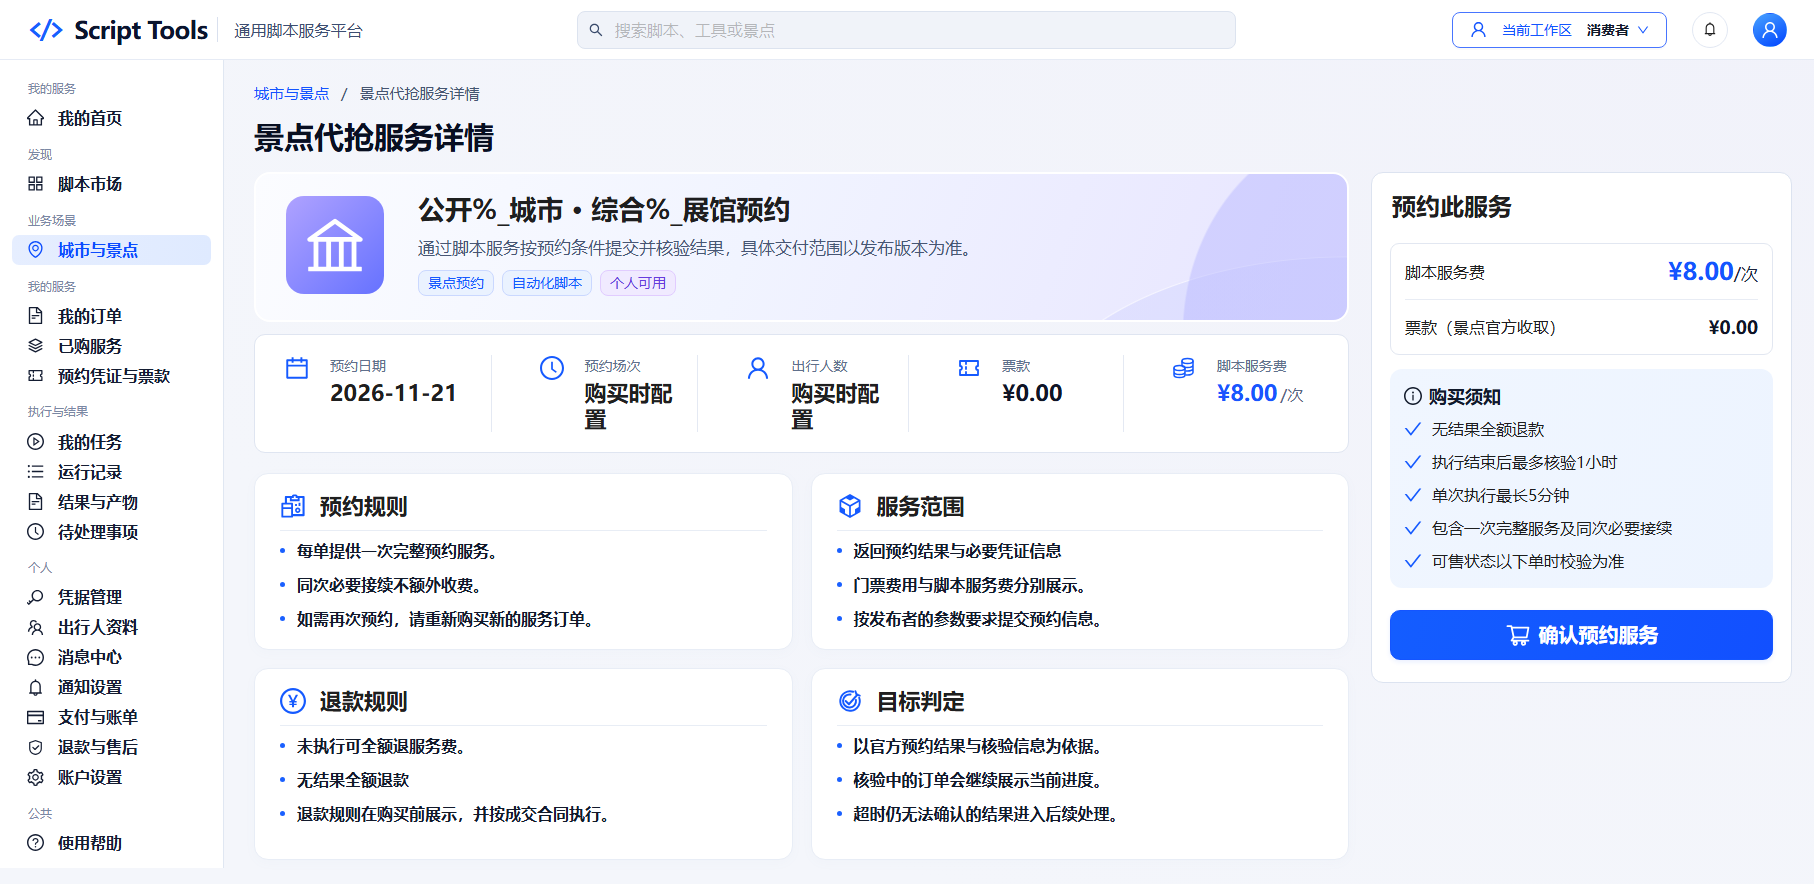 Script Tools
通用脚本服务平台
搜索脚本、工具或景点
当前工作区 消费者
我的服务
我的首页
发现
脚本市场
业务场景
城市与景点
我的服务
我的订单
已购服务
预约凭证与票款
执行与结果
我的任务
运行记录
结果与产物
待处理事项
个人
凭据管理
出行人资料
消息中心
通知设置
支付与账单
退款与售后
账户设置
公共
使用帮助
城市与景点 / 景点代抢服务详情
景点代抢服务详情
公开%_城市 • 综合%_展馆预约
通过脚本服务按预约条件提交并核验结果，具体交付范围以发布版本为准。
景点预约 自动化脚本 个人可用
预约日期
2026-11-21
预约场次
购买时配
置
出行人数
购买时配
置
票款
¥0.00
脚本服务费
¥8.00/次
预约规则
• 每单提供一次完整预约服务。
• 同次必要接续不额外收费。
• 如需再次预约，请重新购买新的服务订单。
服务范围
• 返回预约结果与必要凭证信息
• 门票费用与脚本服务费分别展示。
• 按发布者的参数要求提交预约信息。
退款规则
• 未执行可全额退服务费。
• 无结果全额退款
• 退款规则在购买前展示，并按成交合同执行。
目标判定
• 以官方预约结果与核验信息为依据。
• 核验中的订单会继续展示当前进度。
• 超时仍无法确认的结果进入后续处理。
预约此服务
脚本服务费 ¥8.00/次
票款（景点官方收取） ¥0.00
购买须知
无结果全额退款
执行结束后最多核验1小时
单次执行最长5分钟
包含一次完整服务及同次必要接续
可售状态以下单时校验为准
确认预约服务